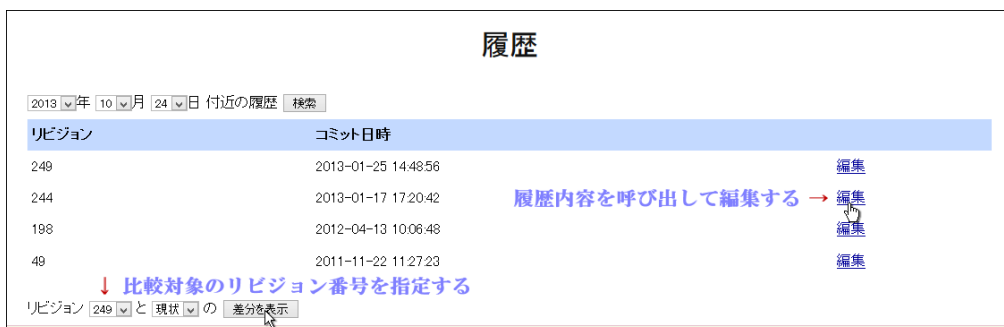 履歴
2013 年 10 月 24 日 付近の履歴 検索
リビジョン コミット日時
249 2013-01-25 14:48:56 編集
244 2013-01-17 17:20:42 履歴内容を呼び出して編集する → 編集
198 2012-04-13 10:06:48 編集
49 2011-11-22 11:27:23 編集
↓ 比較対象のリビジョン番号を指定する
リビジョン 249 と 現状 の 差分を表示